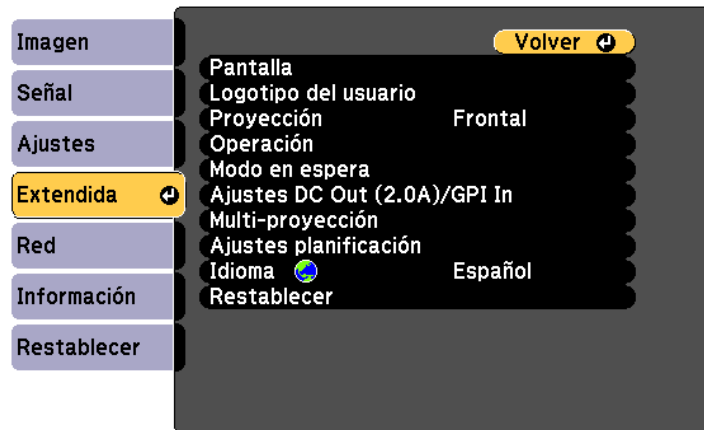 Imagen
Señal
Ajustes
Extendida
Red
Información
Restablecer
Volver
Pantalla
Logotipo del usuario
Proyección Frontal
Operación
Modo en espera
Ajustes DC Out (2.0A)/GPI In
Multi-proyección
Ajustes planificación
Idioma Español
Restablecer